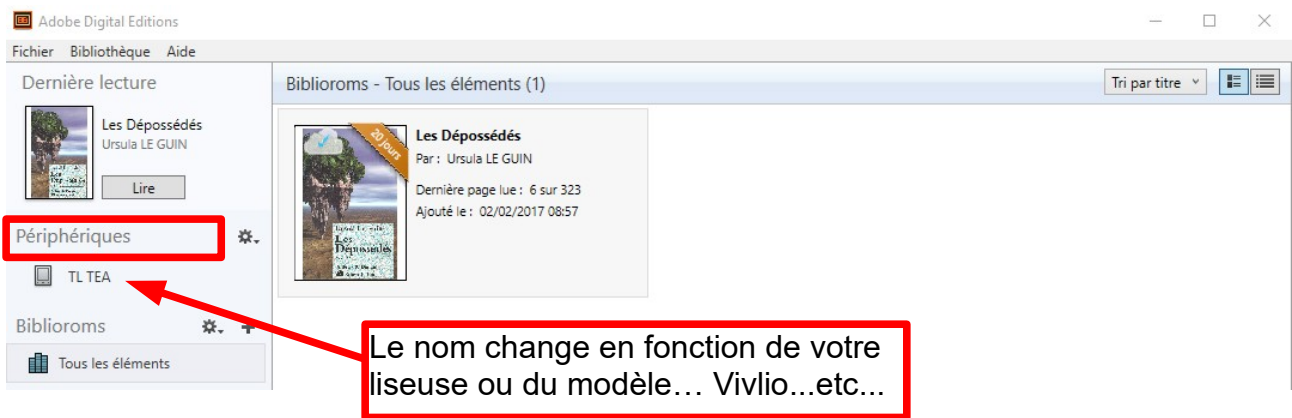 Adobe Digital Editions
Fichier Bibliothèque Aide
Dernière lecture
Les Dépossédés
Ursula LE GUIN
Lire
Périphériques
TL TEA
Biblioroms
Tous les éléments
Biblioroms - Tous les éléments (1)
Tri par titre
20 jours
Les Dépossédés
Par : Ursula LE GUIN
Dernière page lue : 6 sur 323
Ajouté le : 02/02/2017 08:57
Les
Dépossédés
Le nom change en fonction de votre
liseuse ou du modèle… Vivlio...etc...